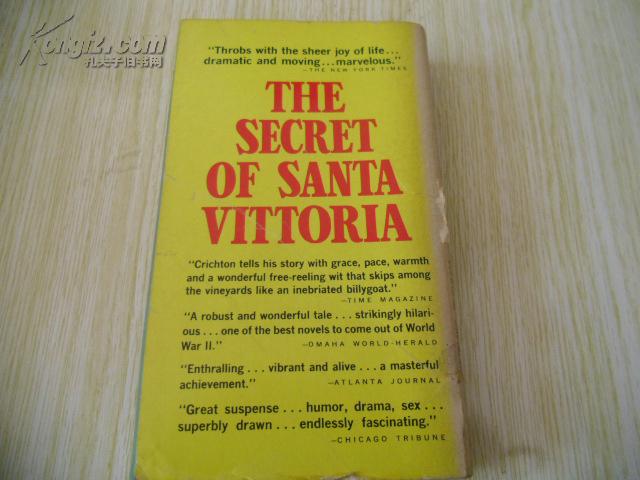 Kongfz.com
孔夫子旧书网
"Throbs with the sheer joy of life...
dramatic and moving...marvelous."
—THE NEW YORK TIMES
THE
SECRET
OF SANTA
VITTORIA
"Crichton tells his story with grace, pace, warmth
and a wonderful free-reeling wit that skips among
the vineyards like an inebriated billygoat."
—TIME MAGAZINE
"A robust and wonderful tale . . . strikingly hilari-
ous . . . one of the best novels to come out of World
War II." —OMAHA WORLD-HERALD
"Enthralling . . . vibrant and alive . . . a masterful
achievement." —ATLANTA JOURNAL
"Great suspense . . . humor, drama, sex . . .
superbly drawn . . . endlessly fascinating."
—CHICAGO TRIBUNE